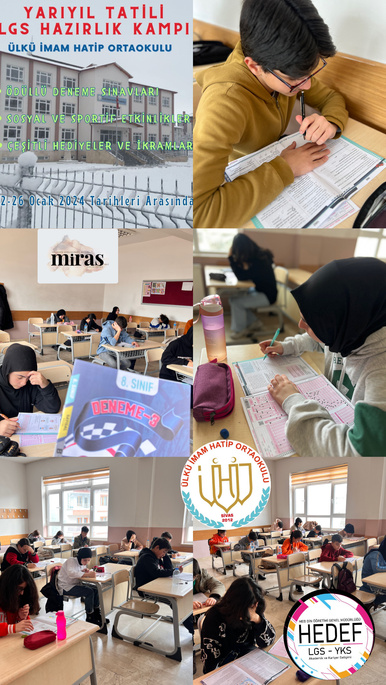 YARIYIL TATİLİ
LGS HAZIRLIK KAMPI
ÜLKÜ İMAM HATİP ORTAOKULU
ÖDÜLLÜ DENEME SINAVLARI
SOSYAL VE SPORTİF ETKİNLİKLER
ÇEŞİTLİ HEDİYELER VE İKRAMLAR
2-26 Ocak 2024 Tarihleri Arasında
miras
8. SINIF
DENEME-3
ÜLKÜ İMAM HATİP ORTAOKULU
SİVAS
2012
HEDEF
LGS - YKS